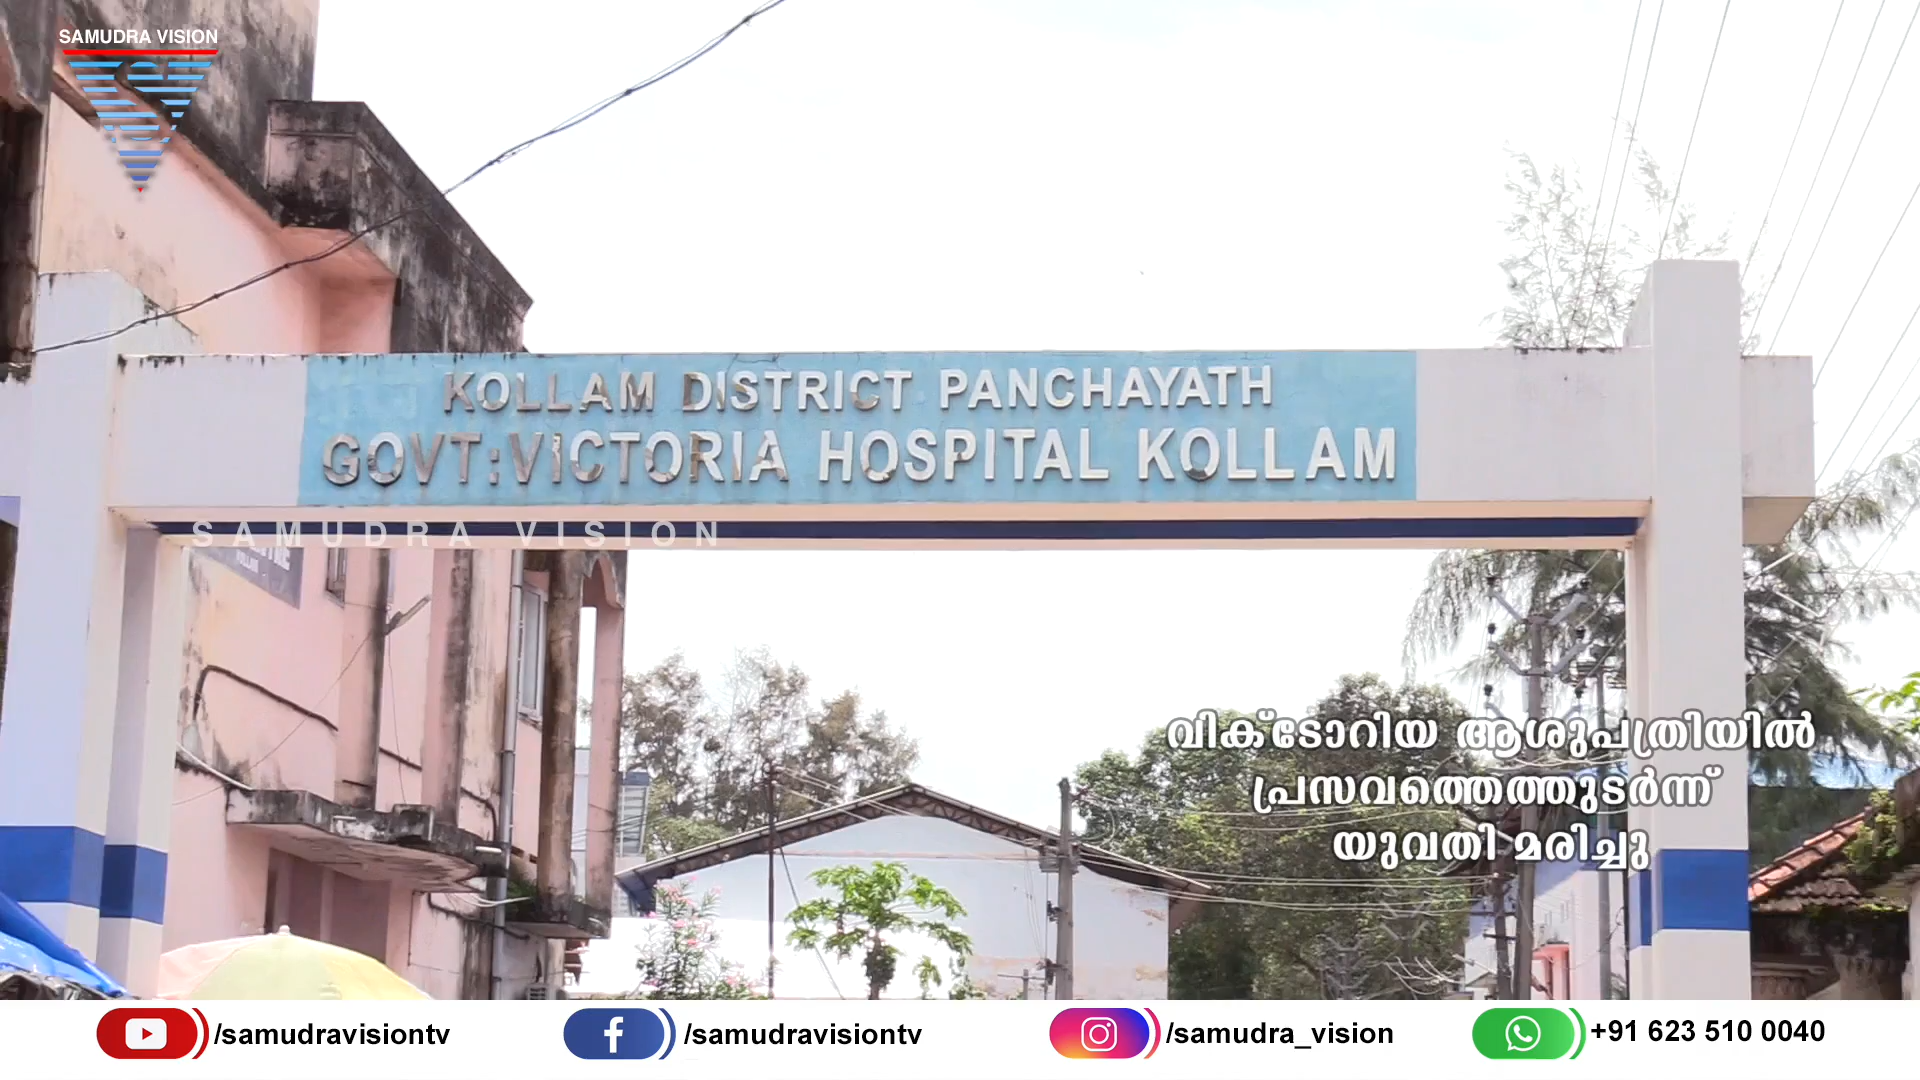 SAMUDRA VISION
KOLLAM DISTRICT PANCHAYATH
GOVT:VICTORIA HOSPITAL KOLLAM
SAMUDRA VISION
KOLLAM
വിക്ടോറിയ ആശുപത്രിയിൽ
പ്രസവത്തെത്തുടർന്ന്
യുവതി മരിച്ചു
/samudravisiontv
/samudravisiontv
/samudra_vision
+91 623 510 0040